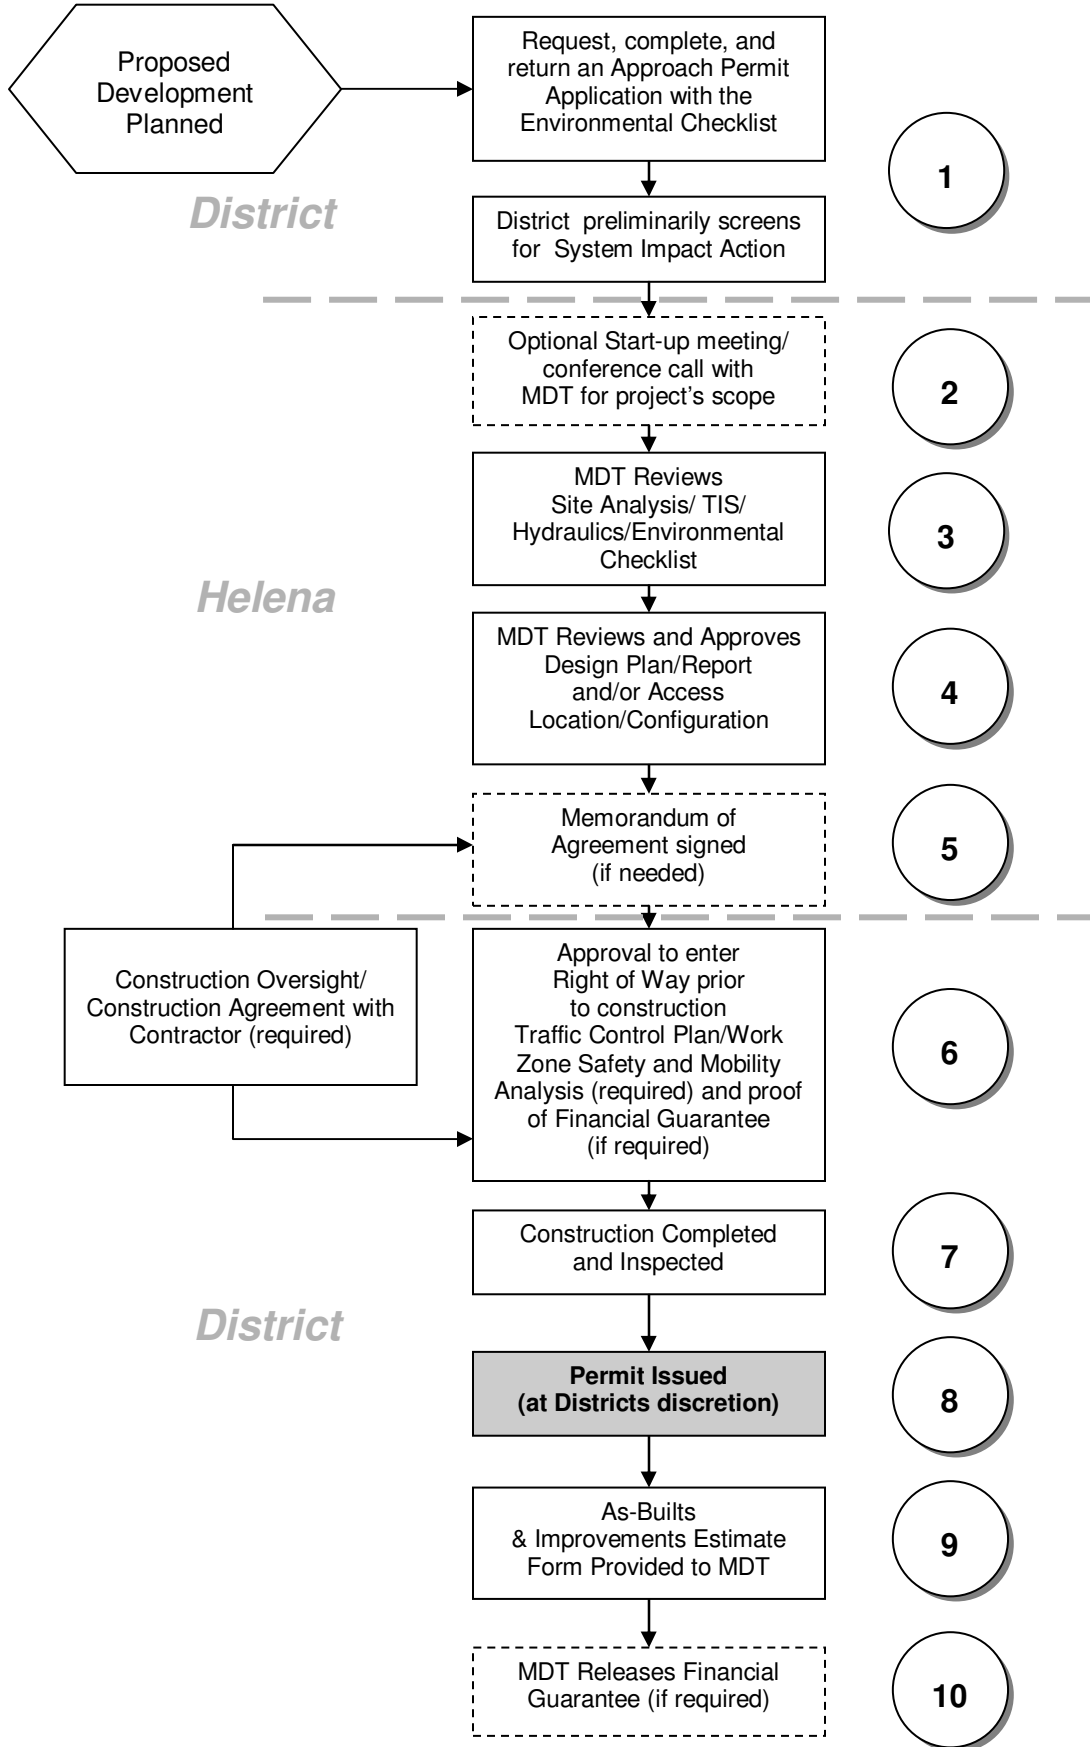 Proposed
Development
Planned
Request, complete, and
return an Approach Permit
Application with the
Environmental Checklist
1
District
District preliminarily screens
for System Impact Action
Optional Start-up meeting/
conference call with
MDT for project's scope
2
MDT Reviews
Site Analysis/ TIS/
Hydraulics/Environmental
Checklist
3
Helena
MDT Reviews and Approves
Design Plan/Report
and/or Access
Location/Configuration
4
Memorandum of
Agreement signed
(if needed)
5
Construction Oversight/
Construction Agreement with
Contractor (required)
Approval to enter
Right of Way prior
to construction
Traffic Control Plan/Work
Zone Safety and Mobility
Analysis (required) and proof
of Financial Guarantee
(if required)
6
Construction Completed
and Inspected
7
District
Permit Issued
(at Districts discretion)
8
As-Builts
& Improvements Estimate
Form Provided to MDT
9
MDT Releases Financial
Guarantee (if required)
10